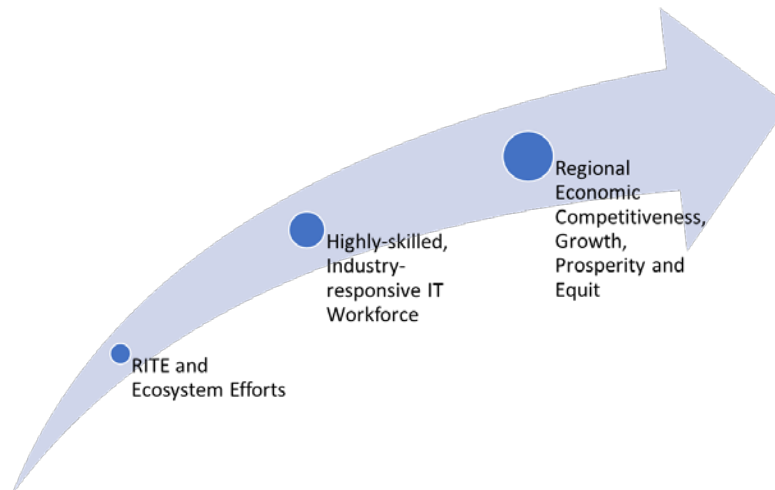 Regional
Economic
Competitiveness,
Growth,
Prosperity and
Equit
Highly-skilled,
Industry-
responsive IT
Workforce
RITE and
Ecosystem Efforts